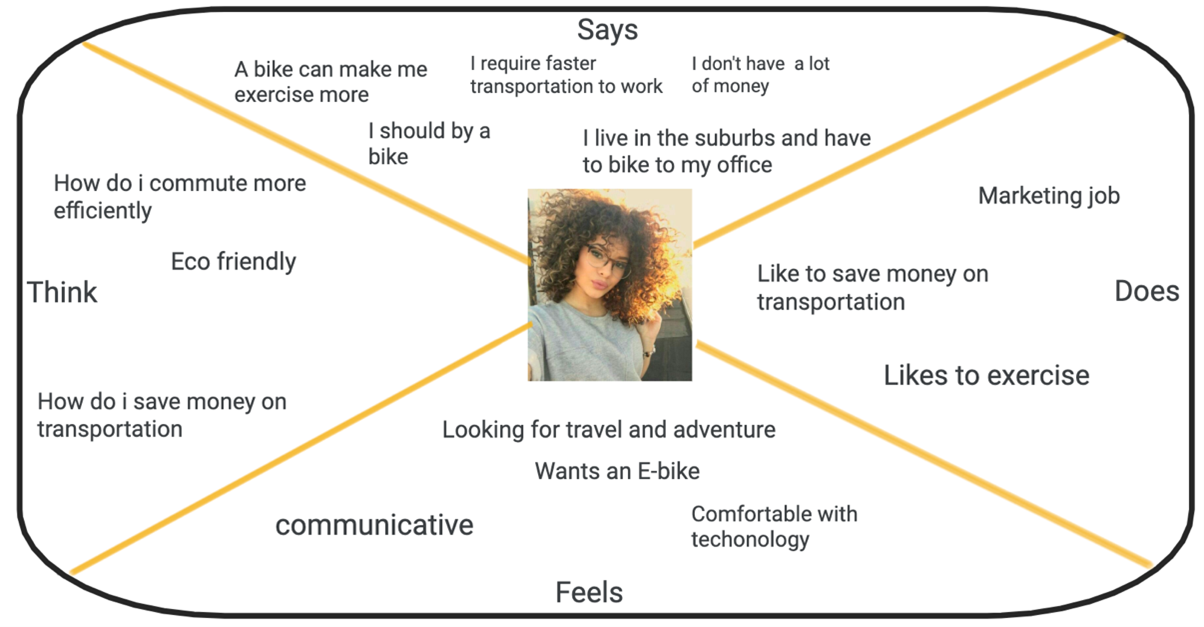 Says
A bike can make me
exercise more
I require faster
transportation to work
I don't have a lot
of money
I should by a
bike
I live in the suburbs and have
to bike to my office
How do i commute more
efficiently
Eco friendly
Think
How do i save money on
transportation
Marketing job
Like to save money on
transportation
Does
Likes to exercise
Looking for travel and adventure
Wants an E-bike
communicative
Comfortable with
techonology
Feels